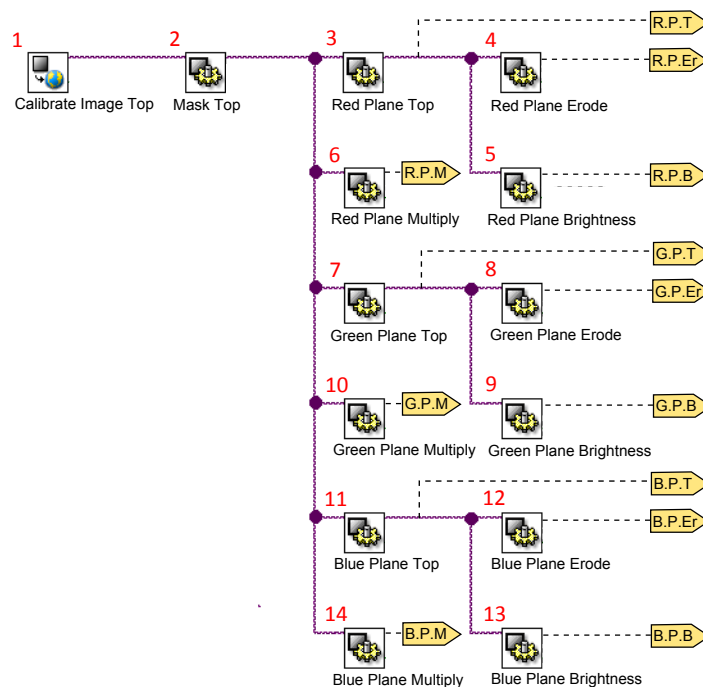 R.P.T
1 2 3 4
R.P.Er
Calibrate Image Top Mask Top Red Plane Top Red Plane Erode
6 5
R.P.M R.P.B
Red Plane Multiply Red Plane Brightness
G.P.T
7 8
G.P.Er
Green Plane Top Green Plane Erode
10 9
G.P.M G.P.B
Green Plane Multiply Green Plane Brightness
B.P.T
11 12
B.P.Er
Blue Plane Top Blue Plane Erode
14 13
B.P.M B.P.B
Blue Plane Multiply Blue Plane Brightness